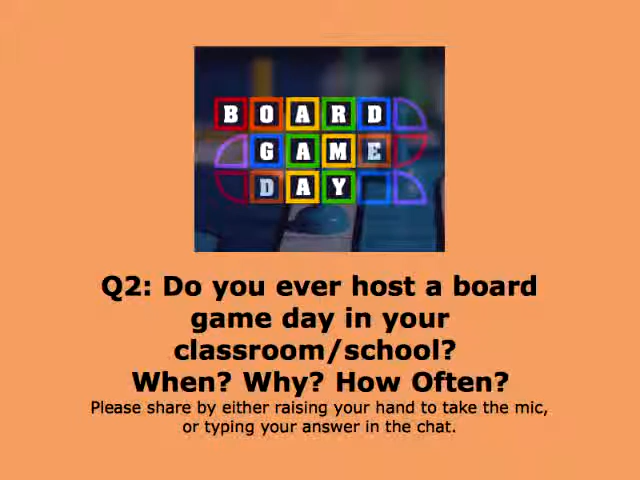 BOARD
GAME
DAY
Q2: Do you ever host a board
game day in your
classroom/school?
When? Why? How Often?
Please share by either raising your hand to take the mic,
or typing your answer in the chat.